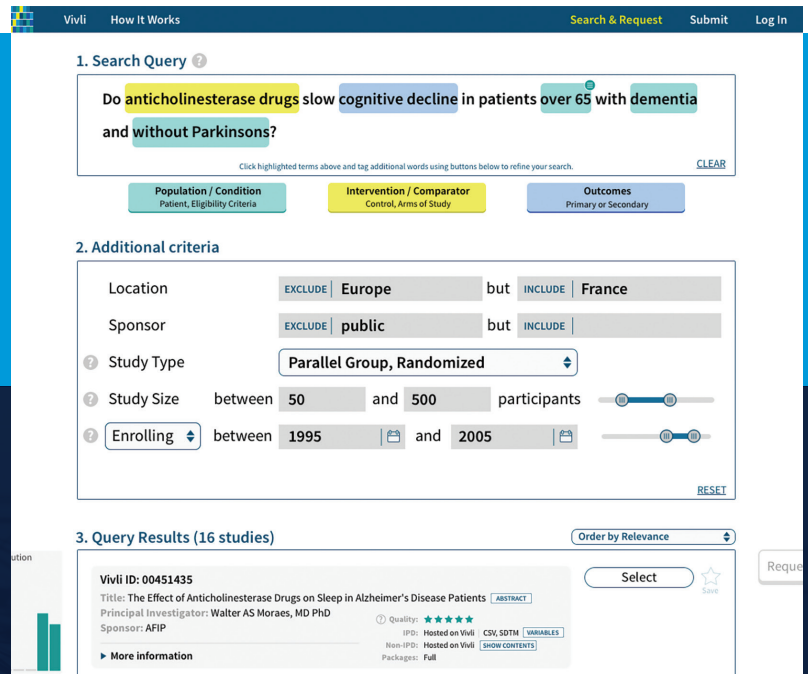 Vivli How It Works Search & Request Submit Log In
1. Search Query ?
Do anticholinesterase drugs slow cognitive decline in patients over 65 with dementia
and without Parkinsons?
Click highlighted terms above and tag additional words using buttons below to refine your search. CLEAR
Population / Condition Intervention / Comparator Outcomes
Patient, Eligibility Criteria Control, Arms of Study Primary or Secondary
2. Additional criteria
Location EXCLUDE Europe but INCLUDE France
Sponsor EXCLUDE public but INCLUDE
? Study Type Parallel Group, Randomized
? Study Size between 50 and 500 participants
? Enrolling between 1995 and 2005
RESET
3. Query Results (16 studies) Order by Relevance
ution
Reque
Vivli ID: 00451435 Select
Save
Title: The Effect of Anticholinesterase Drugs on Sleep in Alzheimer's Disease Patients ABSTRACT
Principal Investigator: Walter AS Moraes, MD PhD
Sponsor: AFIP
? Quality:
IPD: Hosted on Vivli CSV, SDTM VARIABLES
Non-IPD: Hosted on Vivli SHOW CONTENTS
Packages: Full
More information